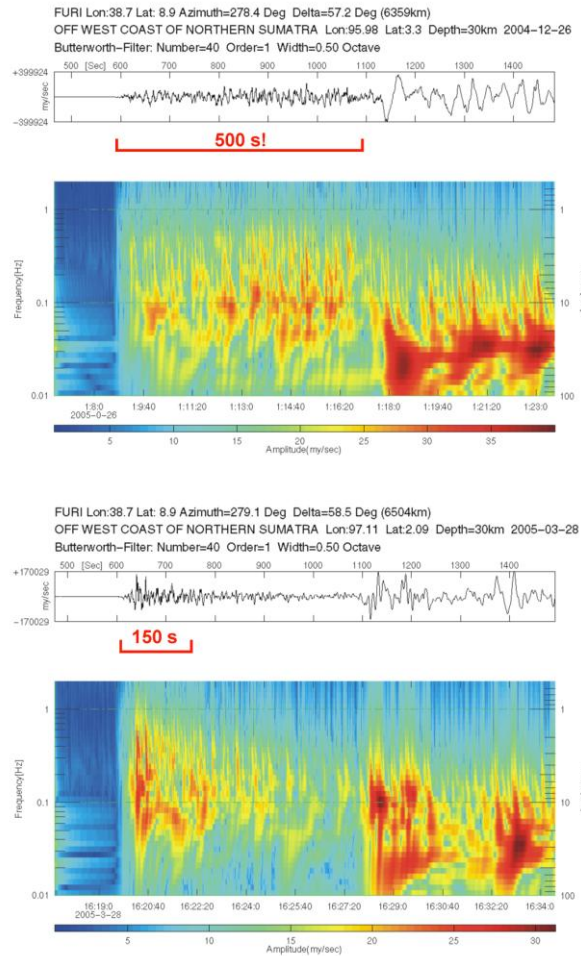 FURI Lon:38.7 Lat: 8.9 Azimuth=278.4 Deg Delta=57.2 Deg (6359km)
OFF WEST COAST OF NORTHERN SUMATRA Lon:95.98 Lat:3.3 Depth=30km 2004-12-26
Butterworth-Filter: Number=40 Order=1 Width=0.50 Octave
500 [Sec] 600 700 800 900 1000 1100 1200 1300 1400
+399924
my/sec
-399924
500 s!
Frequency[Hz]
1
0.1 10
0.01 100
1:8:0 1:9:40 1:11:20 1:13:0 1:14:40 1:16:20 1:18:0 1:19:40 1:21:20 1:23:0
2005-0-26
5 10 15 20 25 30 35
Amplitude(my/sec)
FURI Lon:38.7 Lat: 8.9 Azimuth=279.1 Deg Delta=58.5 Deg (6504km)
OFF WEST COAST OF NORTHERN SUMATRA Lon:97.11 Lat:2.09 Depth=30km 2005-03-28
Butterworth-Filter: Number=40 Order=1 Width=0.50 Octave
500 [Sec] 600 700 800 900 1000 1100 1200 1300 1400
+170029
my/sec
-170029
150 s
Frequency[Hz]
1
0.1 10
0.01 100
16:19:0 16:20:40 16:22:20 16:24:0 16:25:40 16:27:20 16:29:0 16:30:40 16:32:20 16:34:0
2005-3-28
5 10 15 20 25 30
Amplitude(my/sec)